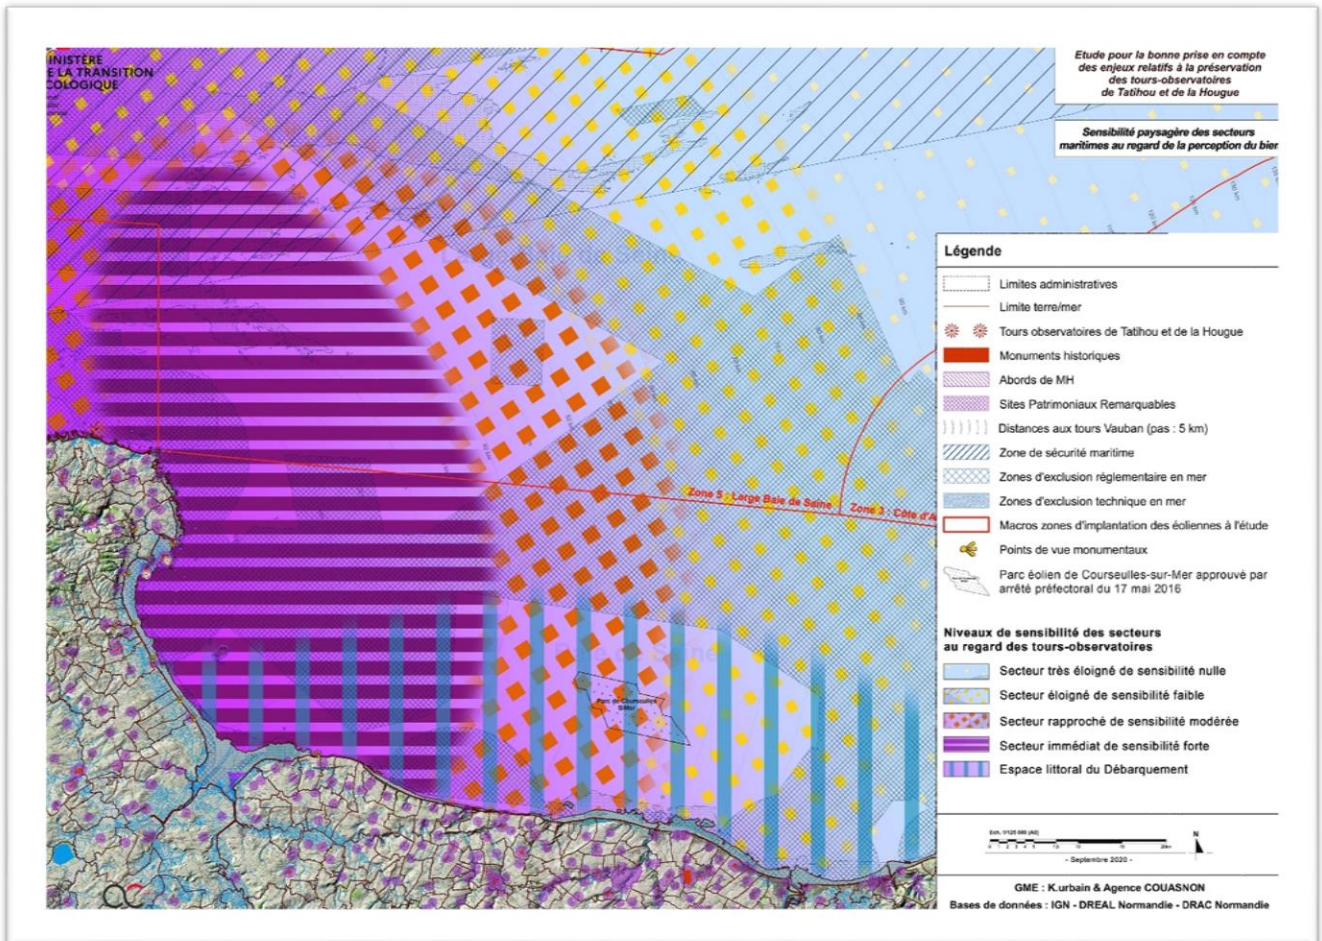 INISTÈRE
E LA TRANSITION
COLOGIQUE
Etude pour la bonne prise en compte
des enjeux relatifs à la préservation
des tours-observatoires
de Tatihou et de la Hougue
Sensibilité paysagère des secteurs
maritimes au regard de la perception du bien
Légende
Limites administratives
Limite terre/mer
Tours observatoires de Tatihou et de la Hougue
Monuments historiques
Abords de MH
Sites Patrimoniaux Remarquables
Distances aux tours Vauban (pas : 5 km)
Zone de sécurité maritime
Zones d'exclusion réglementaire en mer
Zones d'exclusion technique en mer
Macros zones d'implantation des éoliennes à l'étude
Points de vue monumentaux
Parc éolien de Courseulles-sur-Mer approuvé par
arrêté préfectoral du 17 mai 2016
Niveaux de sensibilité des secteurs
au regard des tours-observatoires
Secteur très éloigné de sensibilité nulle
Secteur éloigné de sensibilité faible
Secteur rapproché de sensibilité modérée
Secteur immédiat de sensibilité forte
Espace littoral du Débarquement
Zone 5 : Large Baie de Seine
Zone 3 : Côte d'A
Parc de Courseulles
S/Mer
Ech. 1/125 000 (A0)
N
- Septembre 2020 -
GME : K.urbain & Agence COUASNON
Bases de données : IGN - DREAL Normandie - DRAC Normandie